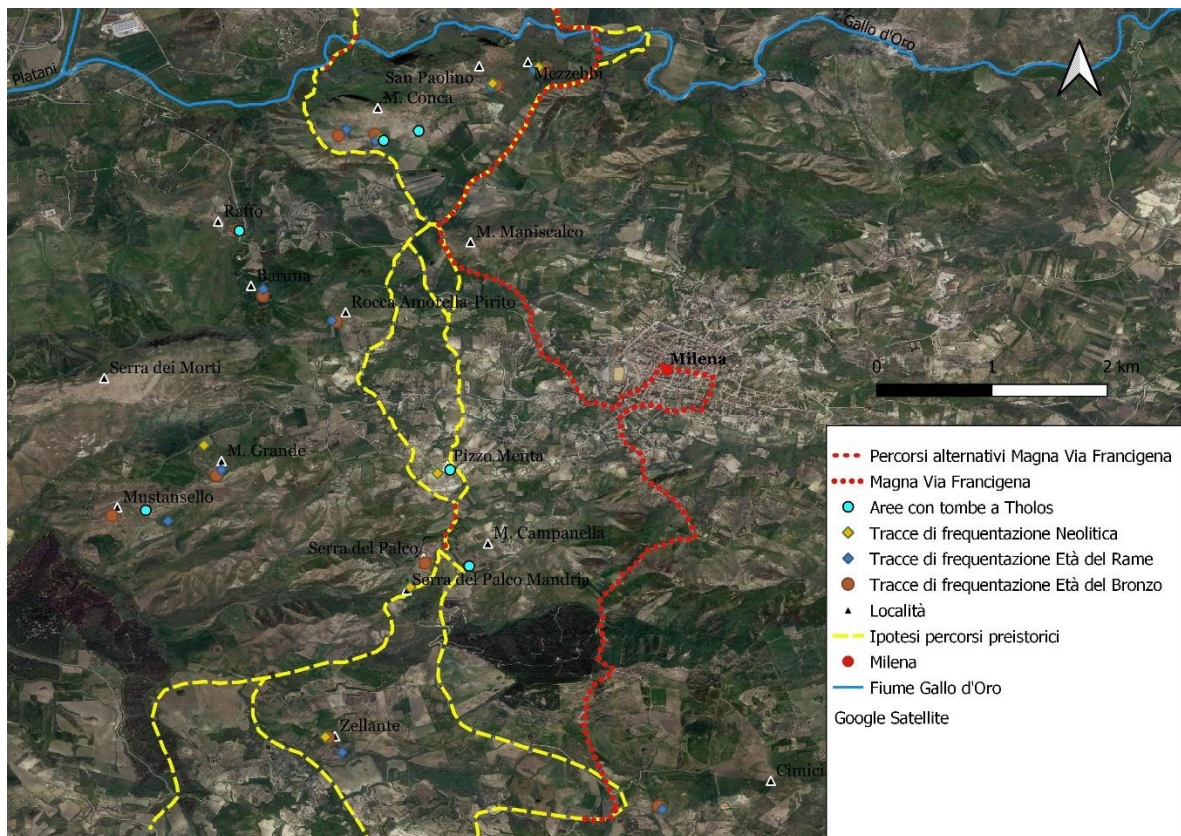 Gallo d'Oro
Platani
San Paolino
Mezzebbi
M. Conca
Raffo
M. Maniscalco
Baruna
Rocca Amorella-Pirito
Serra dei Morti
Milena
0 1 2 km
M. Grande
Pizzo Menta
Mustansello
M. Campanella
Serra del Palco
Serra del Palco Mandria
Zellante
Cimici
Percorsi alternativi Magna Via Francigena
Magna Via Francigena
Aree con tombe a Tholos
Tracce di frequentazione Neolitica
Tracce di frequentazione Età del Rame
Tracce di frequentazione Età del Bronzo
Località
Ipotesi percorsi preistorici
Milena
Fiume Gallo d'Oro
Google Satellite